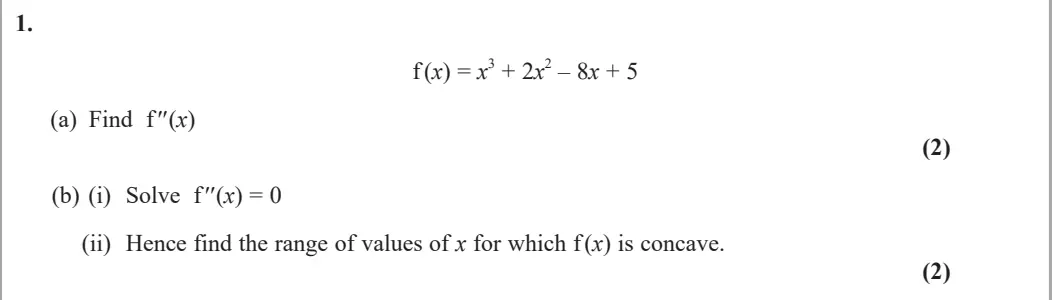 1.
f(x) = x³ + 2x² – 8x + 5
(a) Find f″(x)
(2)
(b) (i) Solve f″(x) = 0
(ii) Hence find the range of values of x for which f(x) is concave.
(2)